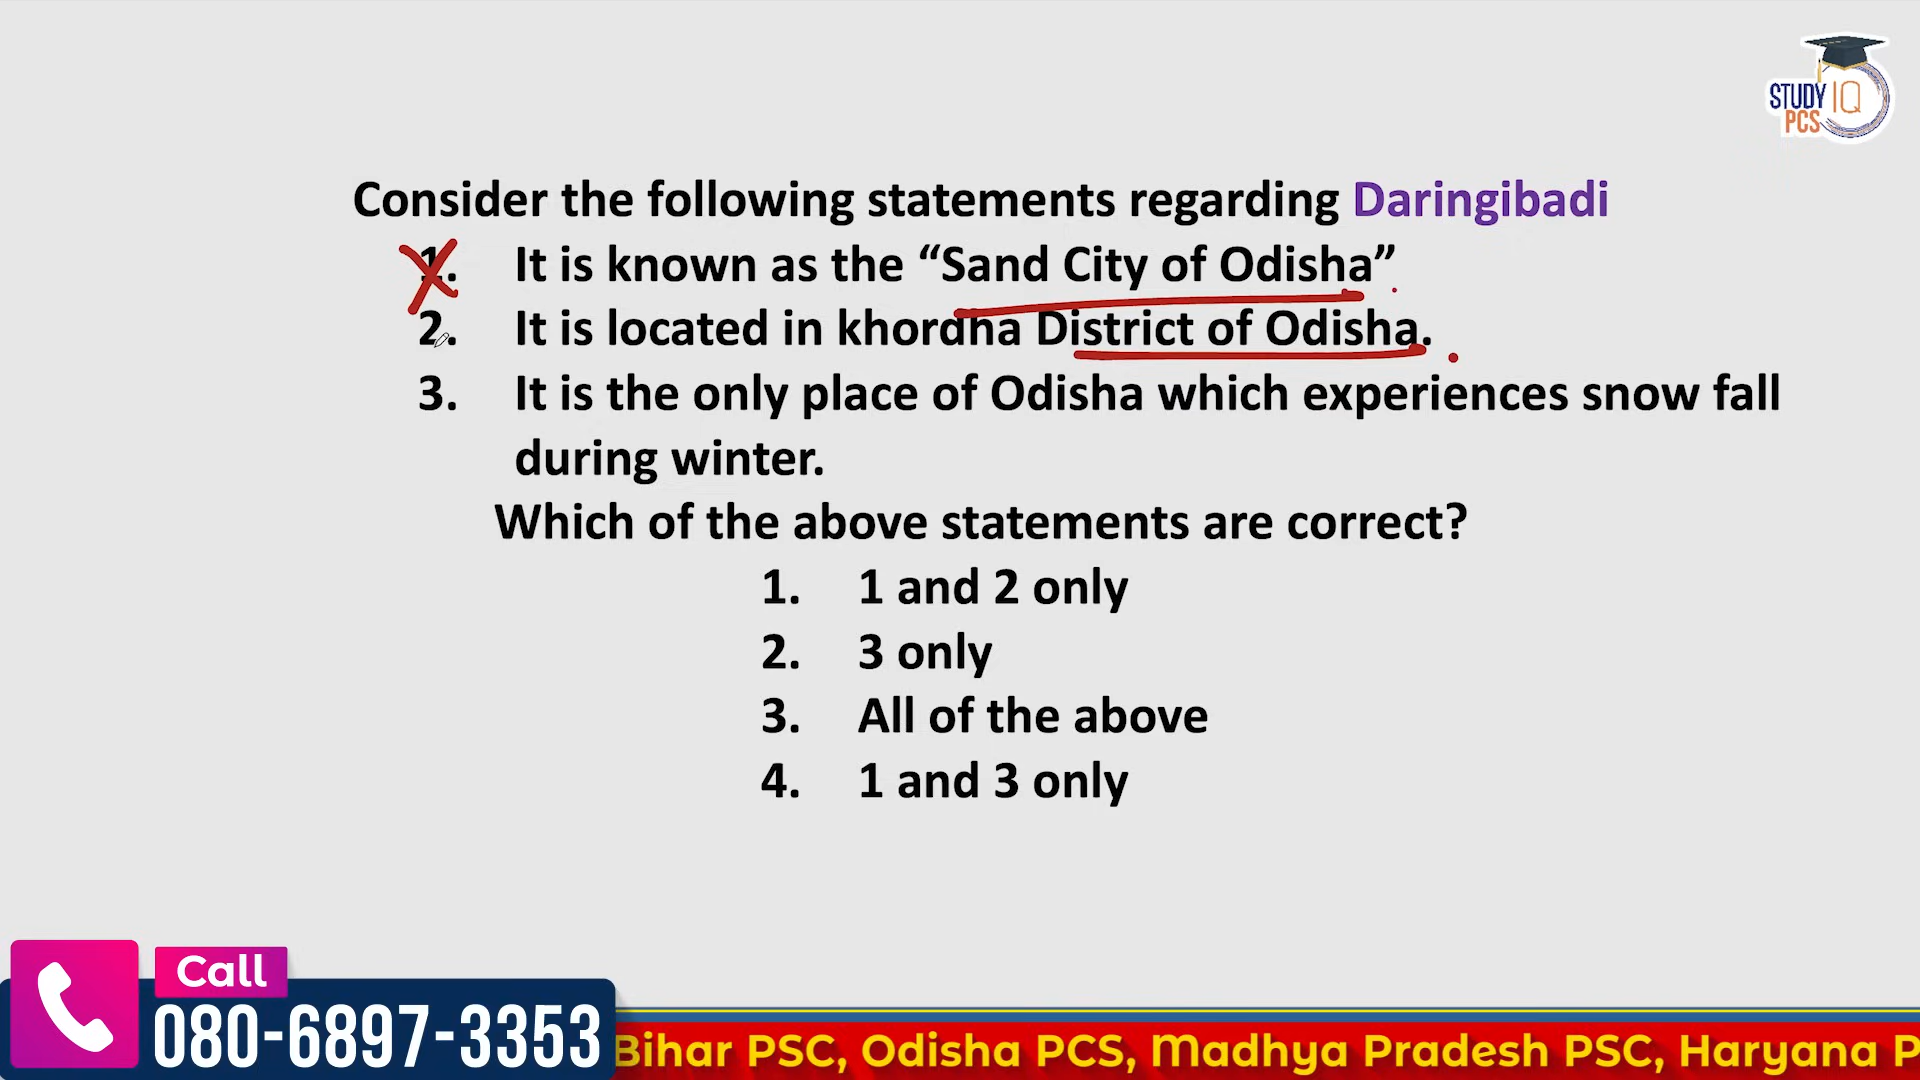 STUDY IQ
PCS
Consider the following statements regarding Daringibadi
1. It is known as the “Sand City of Odisha”
2. It is located in khordha District of Odisha.
3. It is the only place of Odisha which experiences snow fall
during winter.
Which of the above statements are correct?
1. 1 and 2 only
2. 3 only
3. All of the above
4. 1 and 3 only
Call
080-6897-3353
Bihar PSC, Odisha PCS, Madhya Pradesh PSC, Haryana P